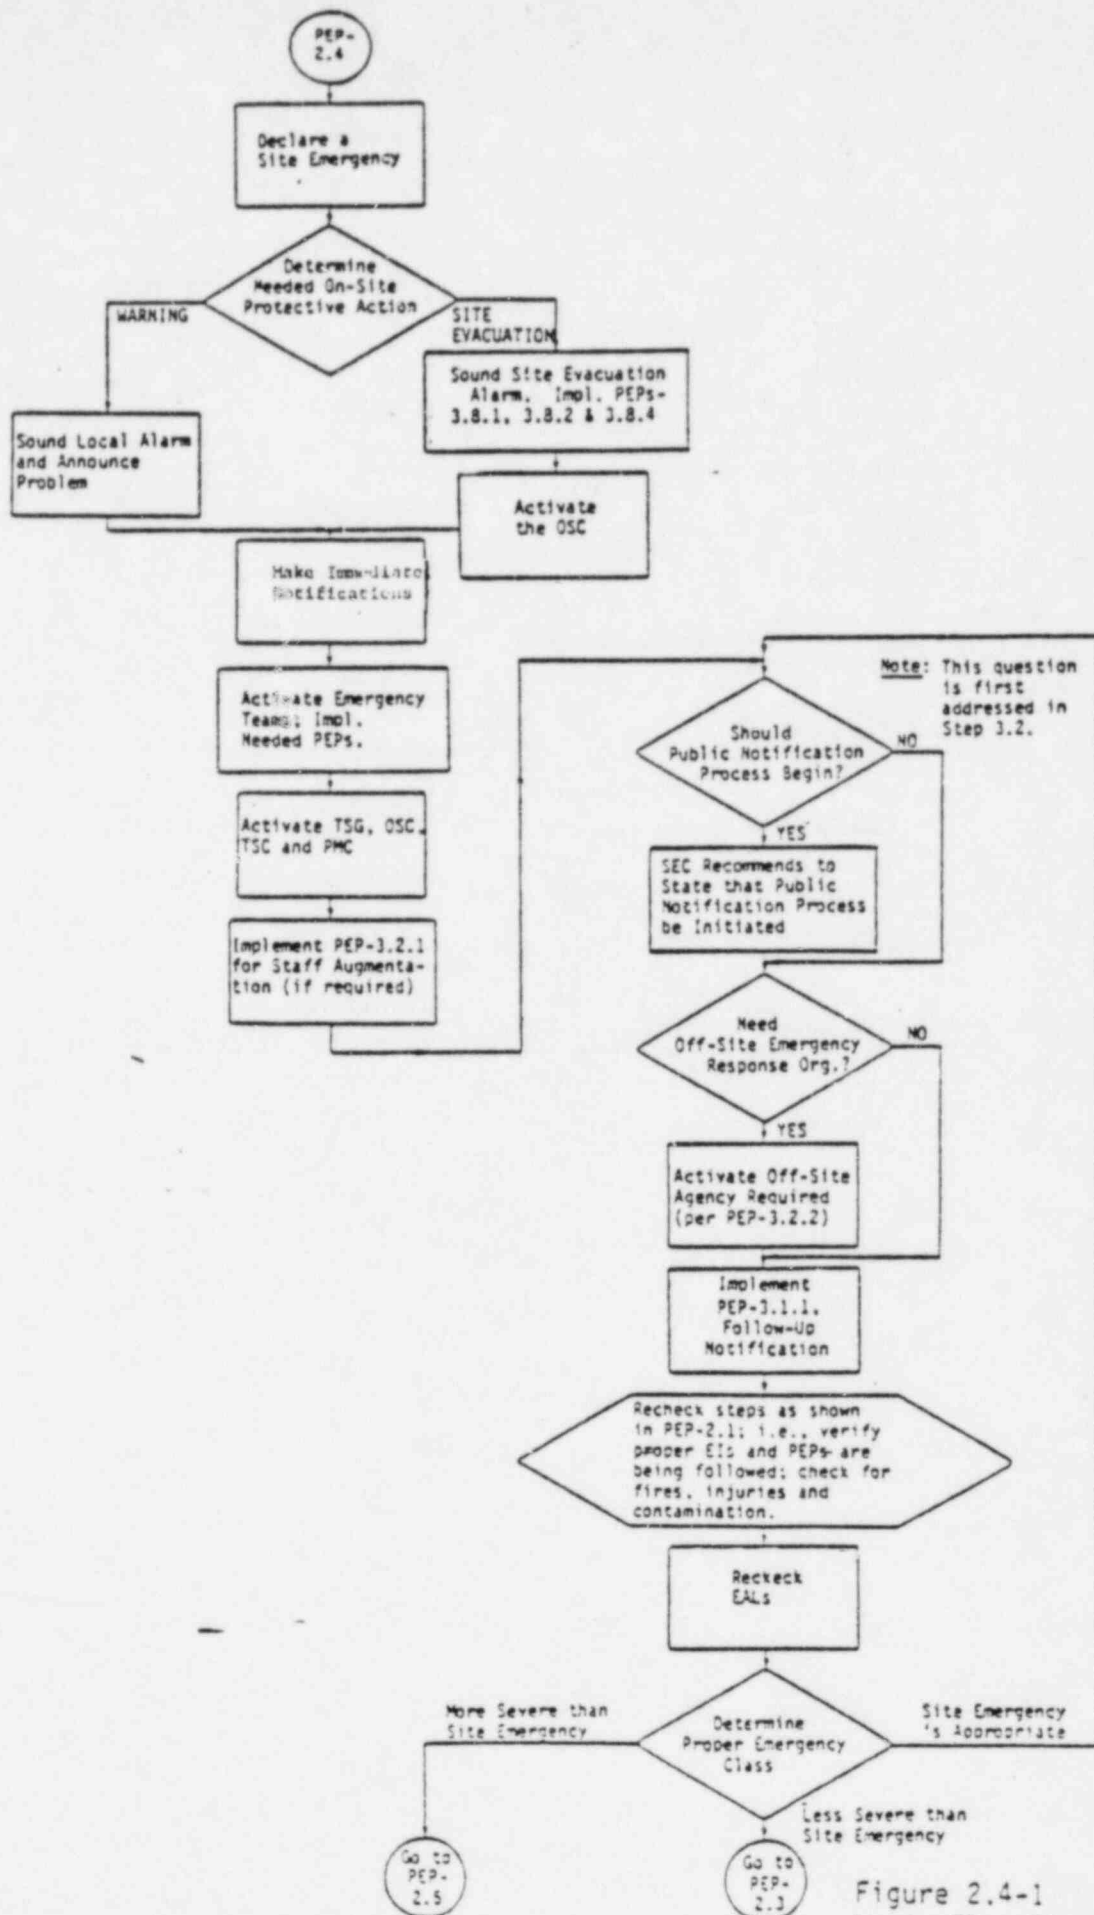 PEP-
2.4
Declare a
Site Emergency
Determine
Needed On-Site
Protective Action
WARNING
SITE
EVACUATION
Sound Site Evacuation
Alarm. Impl. PEPs-
3.8.1, 3.8.2 & 3.8.4
Sound Local Alarm
and Announce
Problem
Activate
the OSC
Make Immediate
Notifications
Activate Emergency
Teams; Impl.
Needed PEPs.
Activate TSG, OSC,
TSC and PMC
Implement PEP-3.2.1
for Staff Augmenta-
tion (if required)
Note: This question
is first
addressed in
Step 3.2.
Should
Public Notification
Process Begin?
NO
YES
SEC Recommends to
State that Public
Notification Process
be Initiated
Need
Off-Site Emergency
Response Org.?
NO
YES
Activate Off-Site
Agency Required
(per PEP-3.2.2)
Implement
PEP-3.1.1,
Follow-Up
Notification
Recheck steps as shown
in PEP-2.1; i.e., verify
proper EIs and PEPs are
being followed; check for
fires, injuries and
contamination.
Reckeck
EALs
More Severe than
Site Emergency
Determine
Proper Emergency
Class
Site Emergency
's Appropriate
Less Severe than
Site Emergency
Go to
PEP-
2.5
Go to
PEP-
2.3
Figure 2.4-1